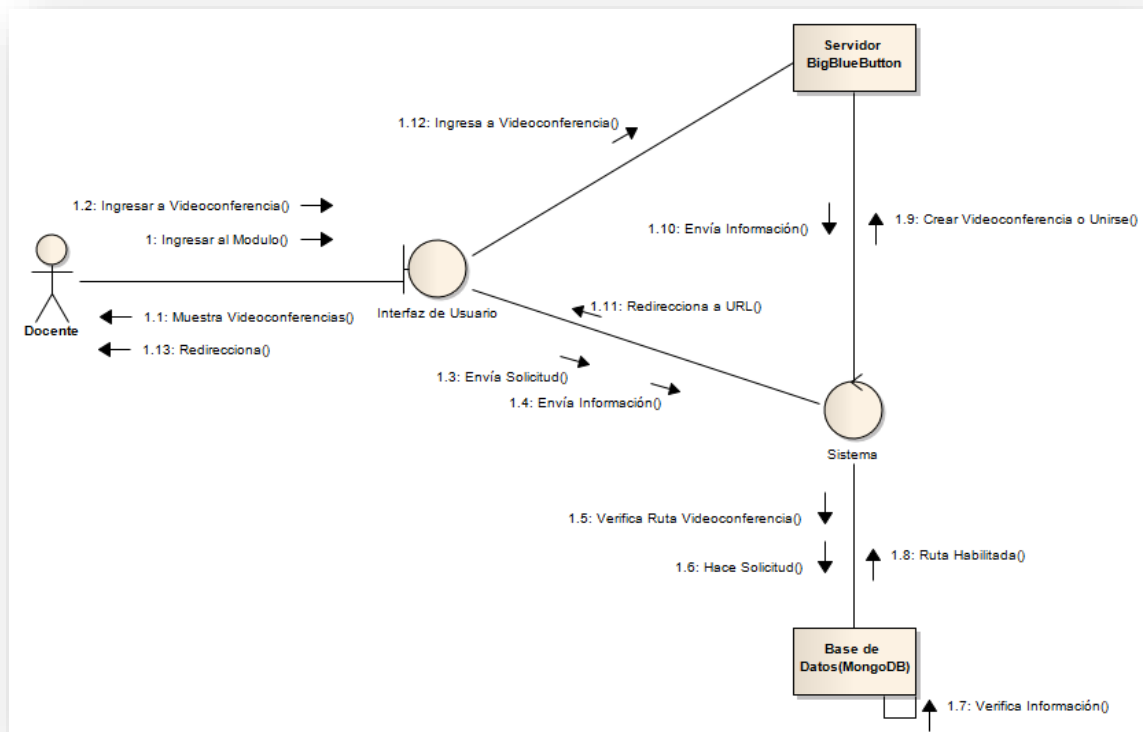 Servidor
BigBlueButton
1.12: Ingresa a Videoconferencia()
1.2: Ingresar a Videoconferencia()
1: Ingresar al Modulo()
1.10: Envía Información()
1.9: Crear Videoconferencia o Unirse()
Interfaz de Usuario
1.11: Redirecciona a URL()
1.1: Muestra Videoconferencias()
Docente
1.13: Redirecciona()
1.3: Envía Solicitud()
1.4: Envía Información()
Sistema
1.5: Verifica Ruta Videoconferencia()
1.6: Hace Solicitud()
1.8: Ruta Habilitada()
Base de
Datos(MongoDB)
1.7: Verifica Información()